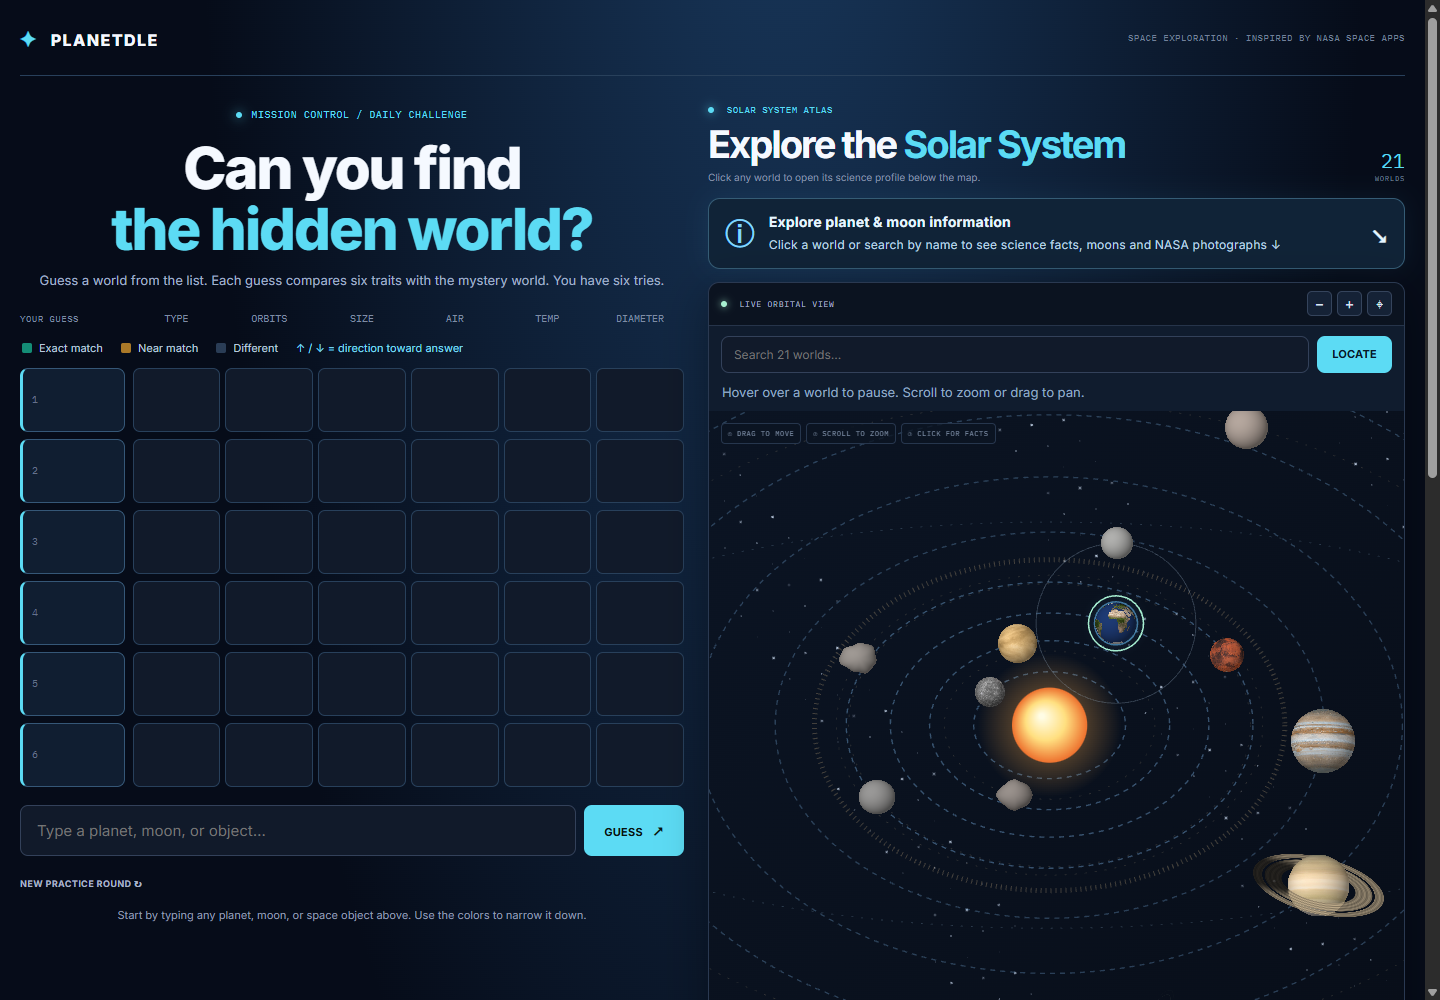 PLANETDLE
SPACE EXPLORATION · INSPIRED BY NASA SPACE APPS
MISSION CONTROL / DAILY CHALLENGE
Can you find
the hidden world?
Guess a world from the list. Each guess compares six traits with the mystery world. You have six tries.
YOUR GUESS TYPE ORBITS SIZE AIR TEMP DIAMETER
Exact match Near match Different ↑ / ↓ = direction toward answer
1
2
3
4
5
6
Type a planet, moon, or object...
GUESS ↗
NEW PRACTICE ROUND ↻
Start by typing any planet, moon, or space object above. Use the colors to narrow it down.
SOLAR SYSTEM ATLAS
Explore the Solar System
Click any world to open its science profile below the map.
21
WORLDS
Explore planet & moon information
Click a world or search by name to see science facts, moons and NASA photographs ↓
LIVE ORBITAL VIEW
Search 21 worlds...
LOCATE
Hover over a world to pause. Scroll to zoom or drag to pan.
DRAG TO MOVE SCROLL TO ZOOM CLICK FOR FACTS